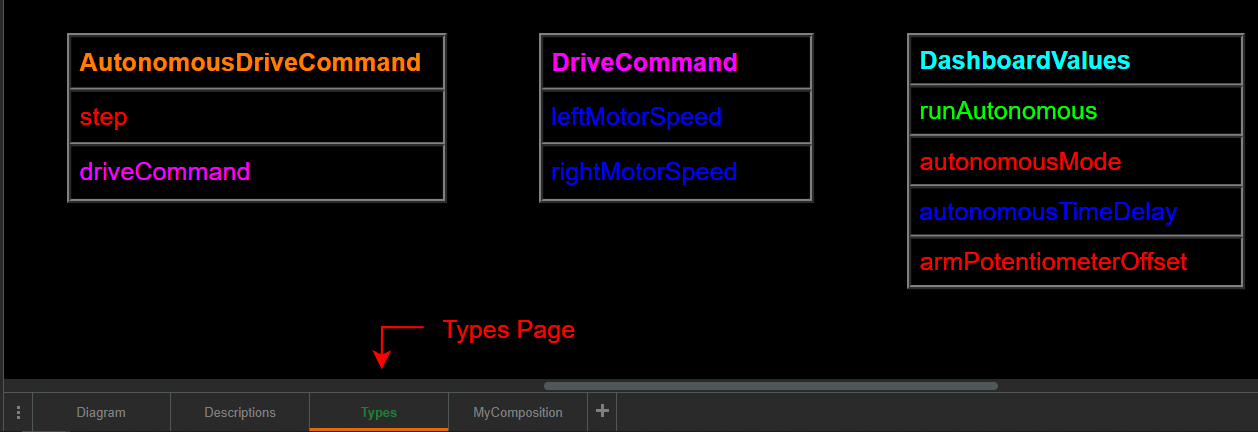 AutonomousDriveCommand
step
driveCommand
DriveCommand
leftMotorSpeed
rightMotorSpeed
DashboardValues
runAutonomous
autonomousMode
autonomousTimeDelay
armPotentiometerOffset
Types Page
Diagram
Descriptions
Types
MyComposition